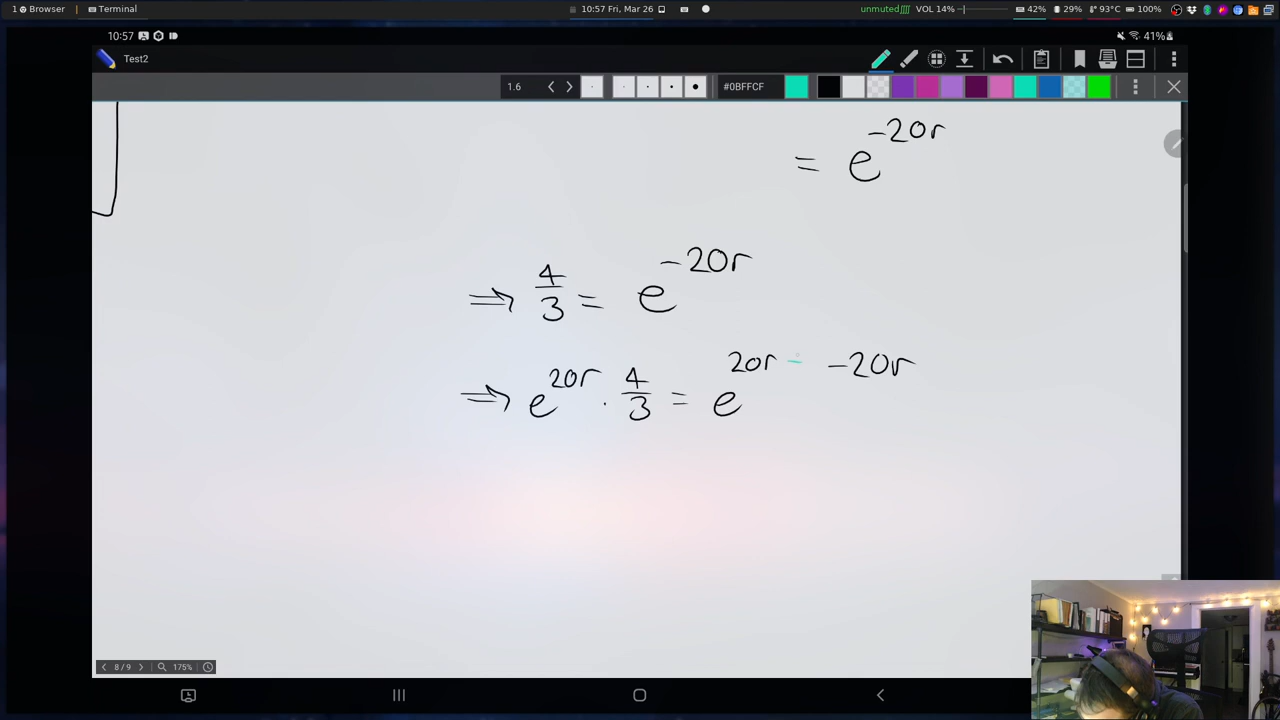 1 Browser Terminal 10:57 Fri, Mar 26 unmuted VOL 14% 42% 29% 93°C 100%
10:57 41%
Test2
1.6 #0BFFCF
= e^-20r
⇒ 4/3 = e^-20r
⇒ e^20r · 4/3 = e^20r - -20r
8 / 9 175%